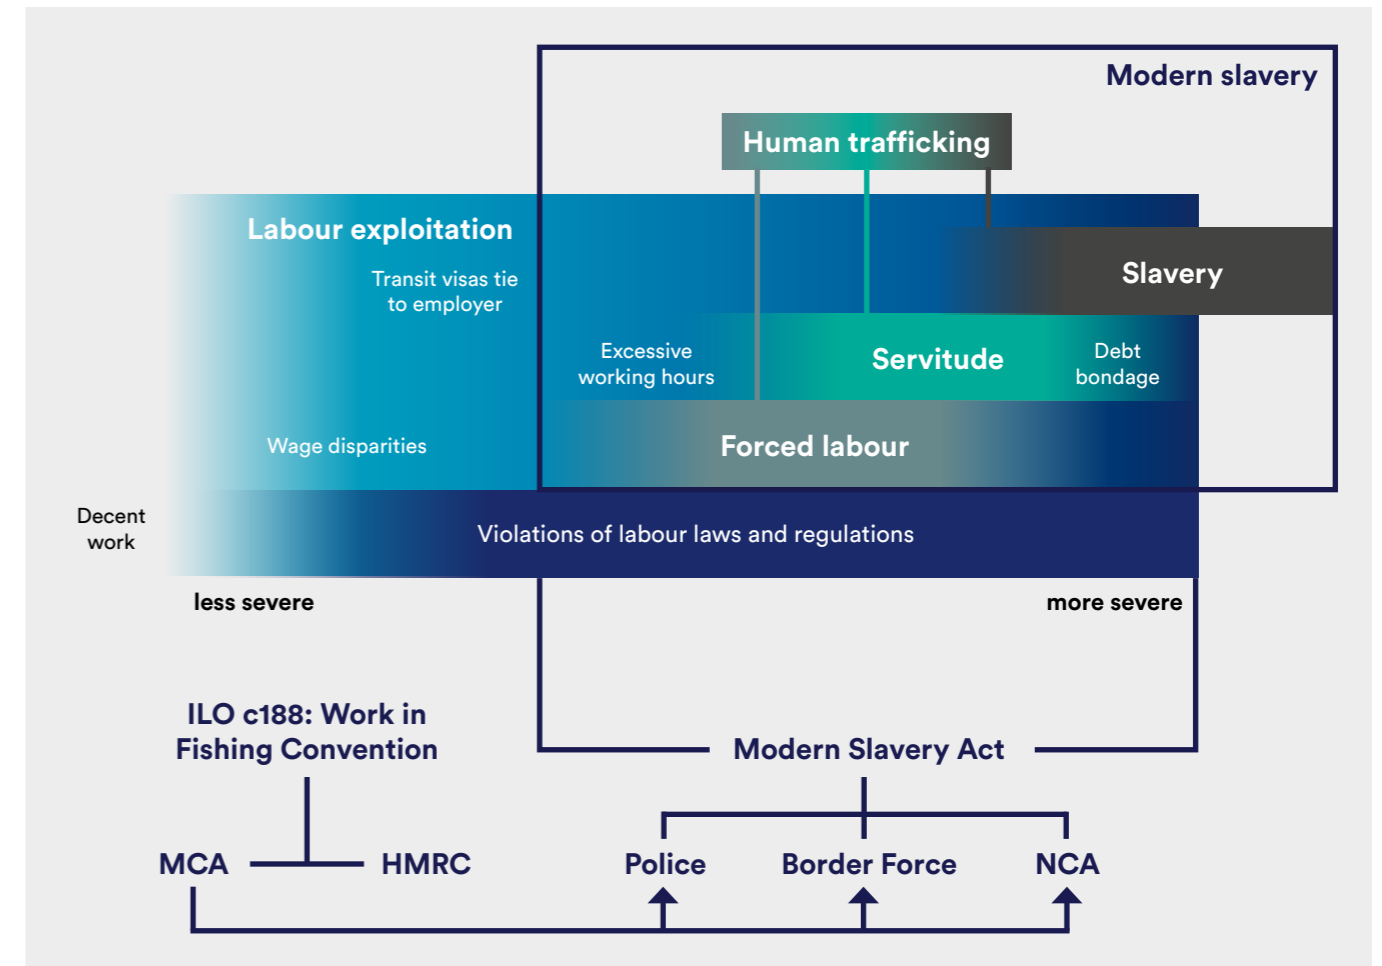 Modern slavery
Human trafficking
Labour exploitation
Transit visas tie
to employer
Slavery
Excessive
working hours
Servitude
Debt
bondage
Wage disparities
Forced labour
Decent
work
Violations of labour laws and regulations
less severe
more severe
ILO c188: Work in
Fishing Convention
Modern Slavery Act
MCA
HMRC
Police
Border Force
NCA